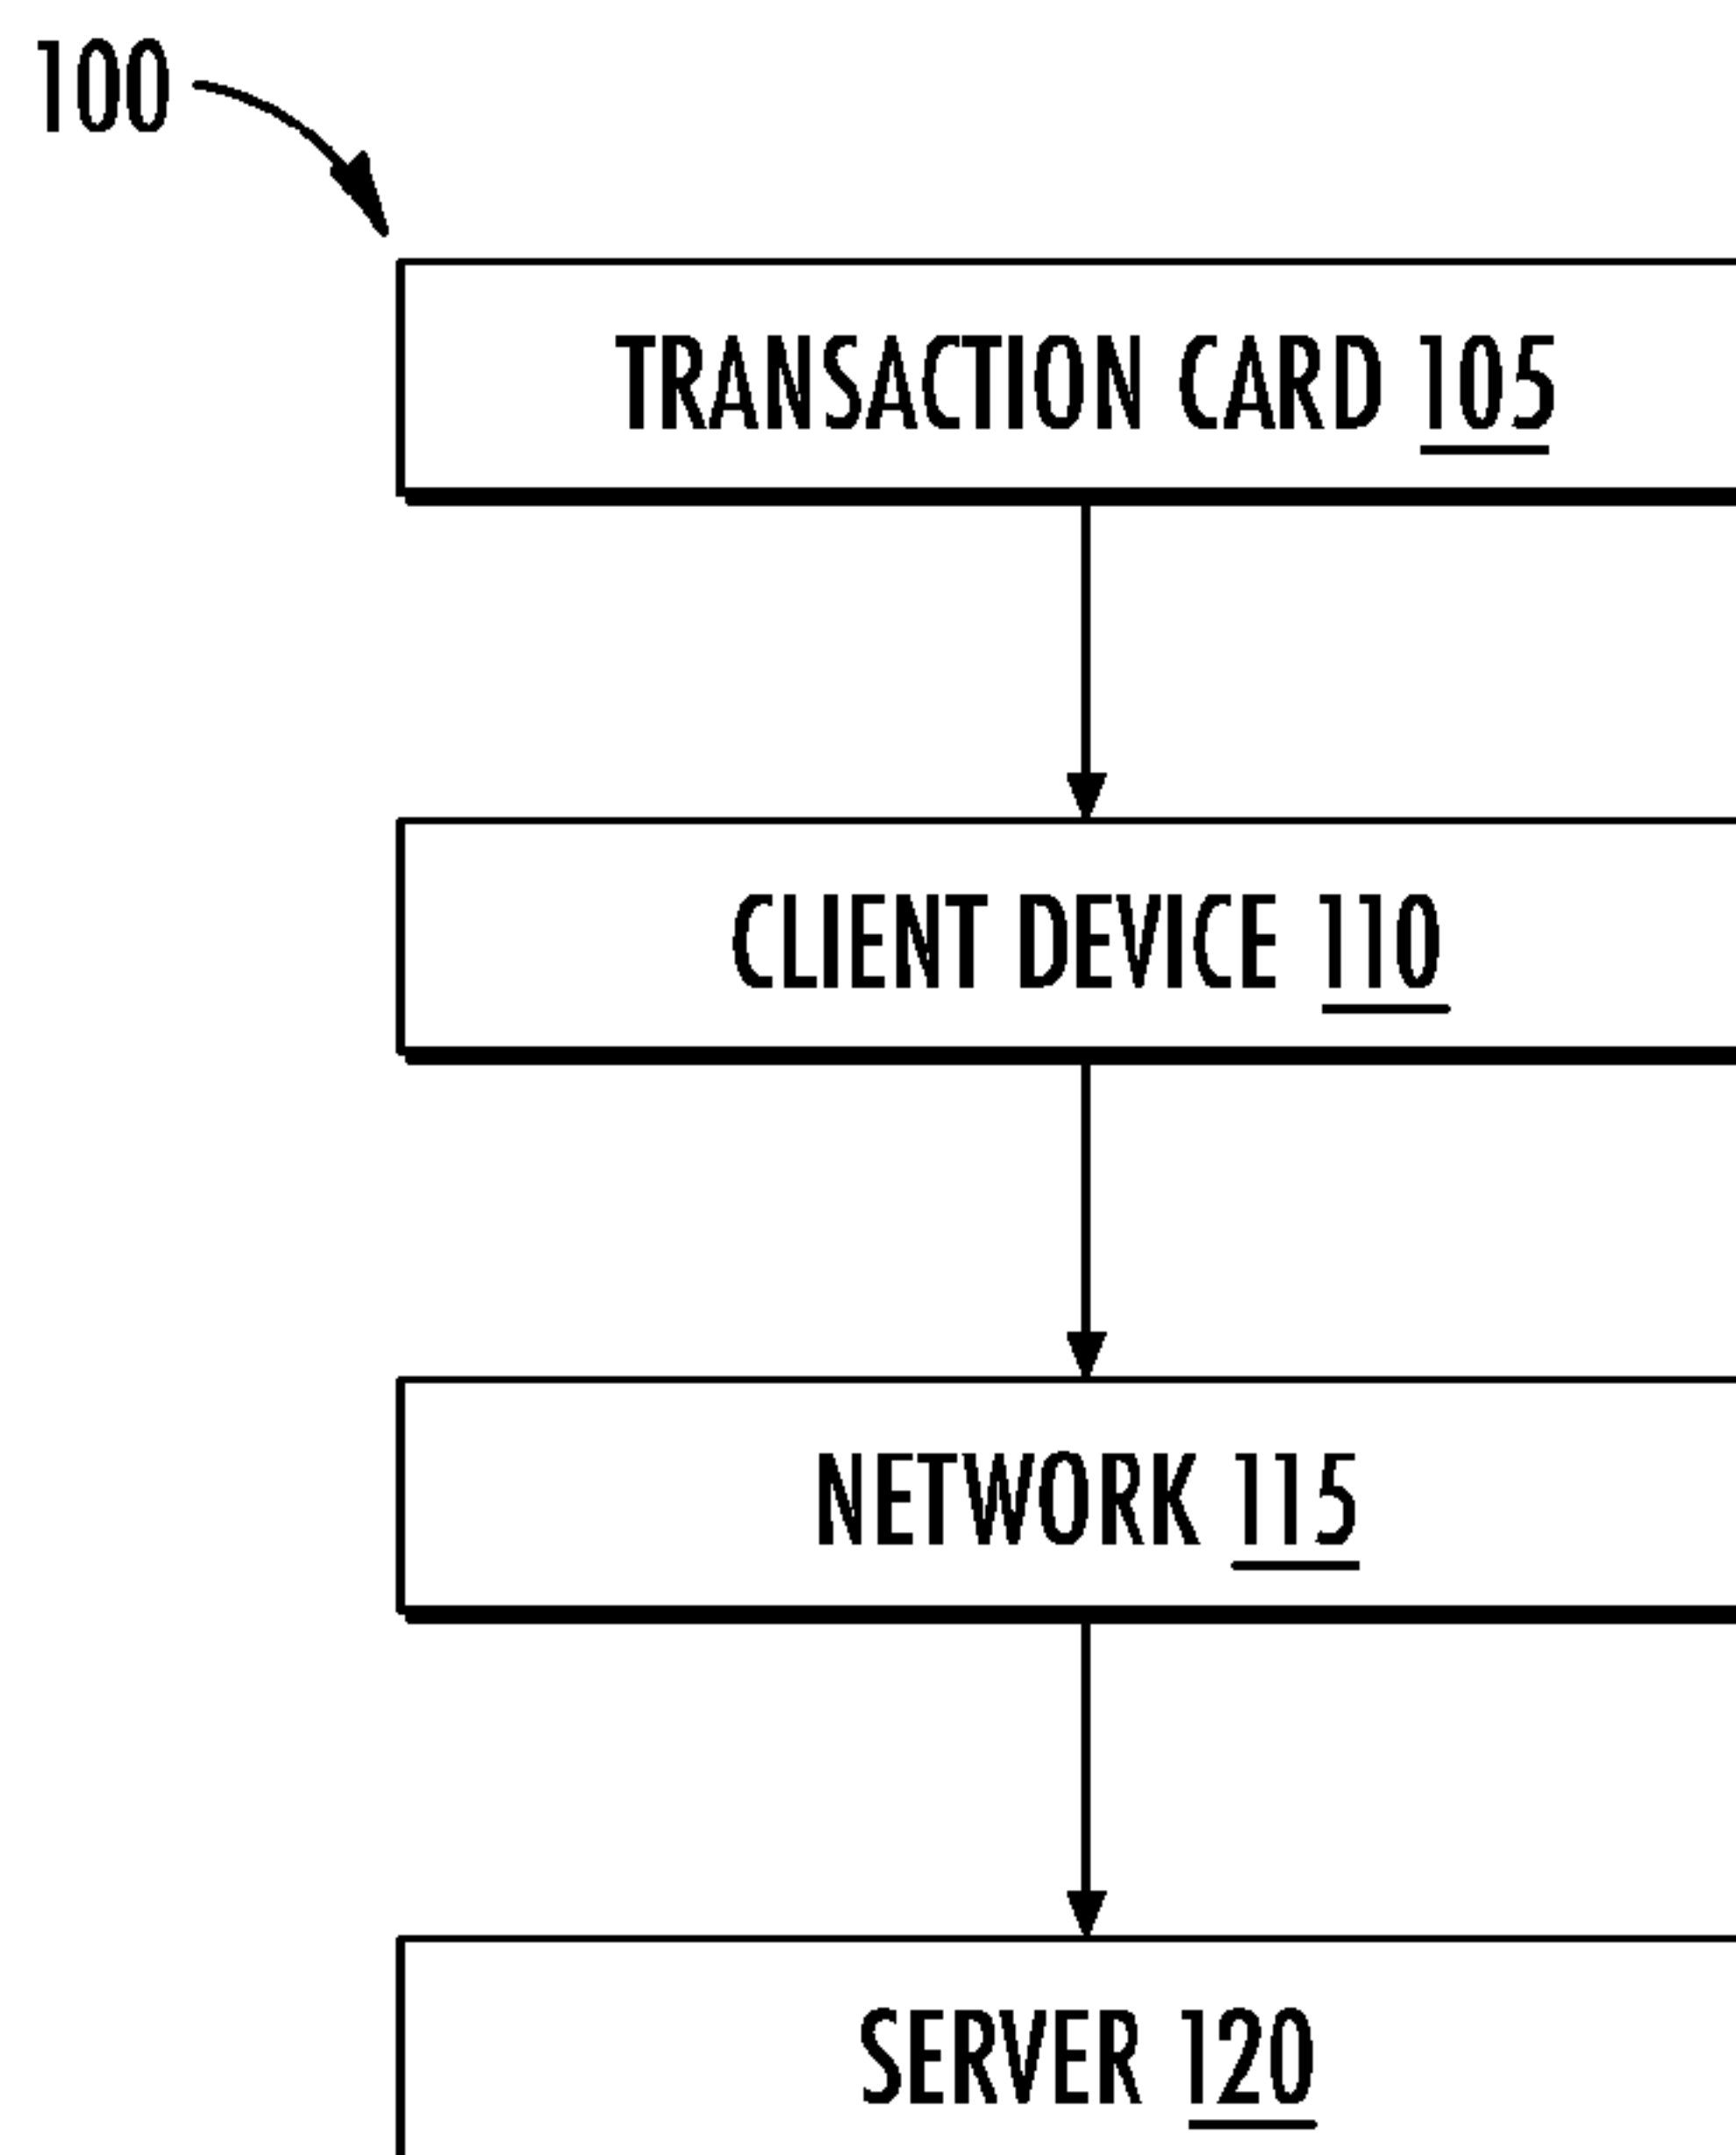 100
TRANSACTION CARD 105
CLIENT DEVICE 110
NETWORK 115
SERVER 120